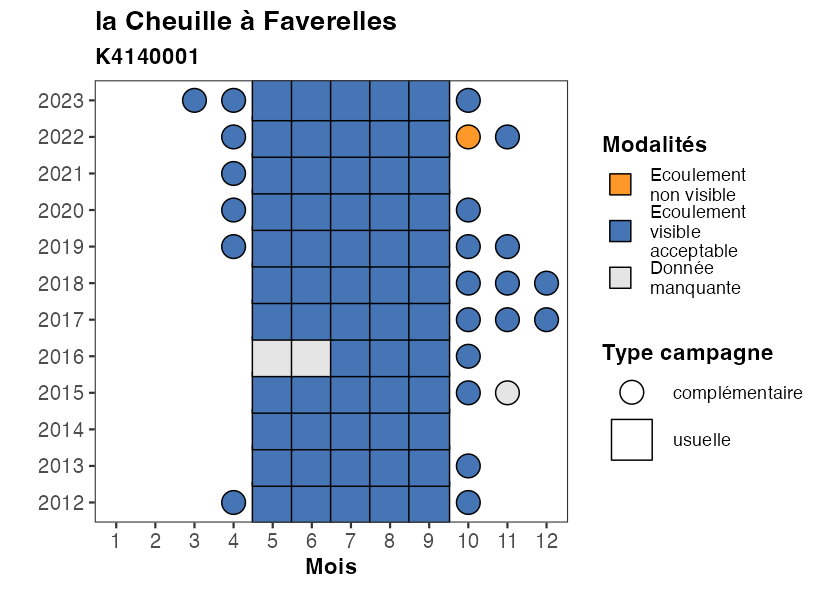 la Cheuille à Faverelles
K4140001
2023
2022
2021
2020
2019
2018
2017
2016
2015
2014
2013
2012
1 2 3 4 5 6 7 8 9 10 11 12
Mois
Modalités
Ecoulement
non visible
Ecoulement
visible
acceptable
Donnée
manquante
Type campagne
complémentaire
usuelle